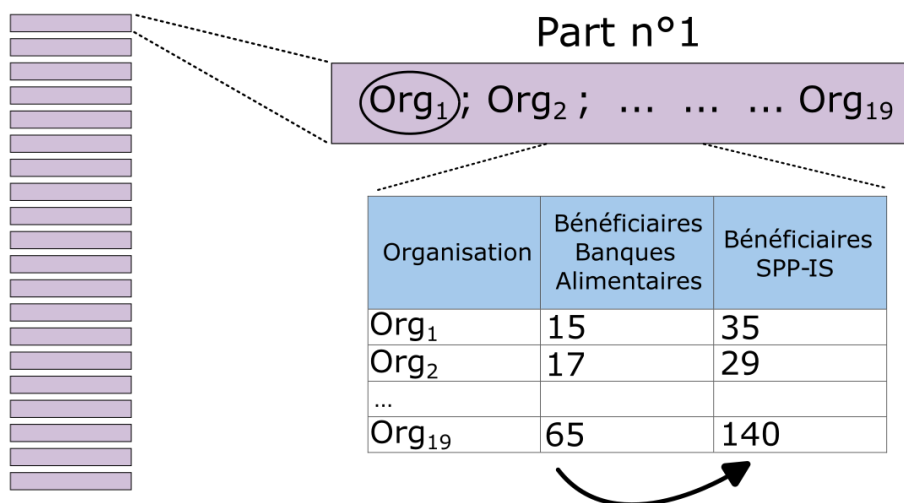 Part n°1
Org₁; Org₂ ; ... ... ... Org₁₉
Organisation
Bénéficiaires
Banques
Alimentaires
Bénéficiaires
SPP-IS
Org₁ 15 35
Org₂ 17 29
...
Org₁₉ 65 140